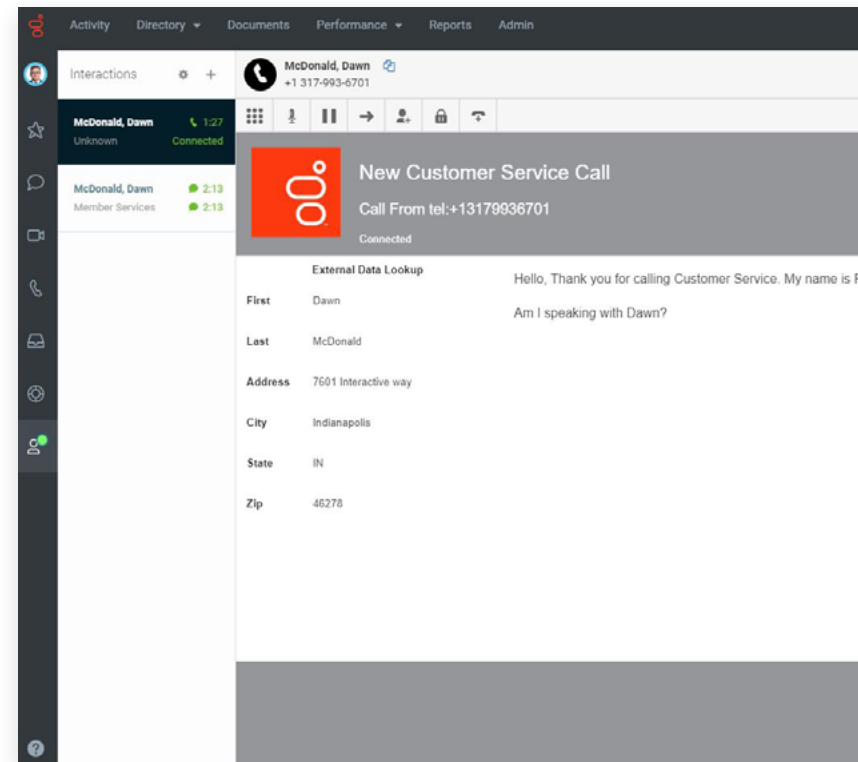 Activity Directory Documents Performance Reports Admin
Interactions
McDonald, Dawn 1:27
Unknown Connected
McDonald, Dawn 2:13
Member Services 2:13
McDonald, Dawn
+1 317-993-6701
New Customer Service Call
Call From tel:+13179936701
Connected
External Data Lookup
First Dawn
Last McDonald
Address 7601 Interactive way
City Indianapolis
State IN
Zip 46278
Hello, Thank you for calling Customer Service. My name is
Am I speaking with Dawn?